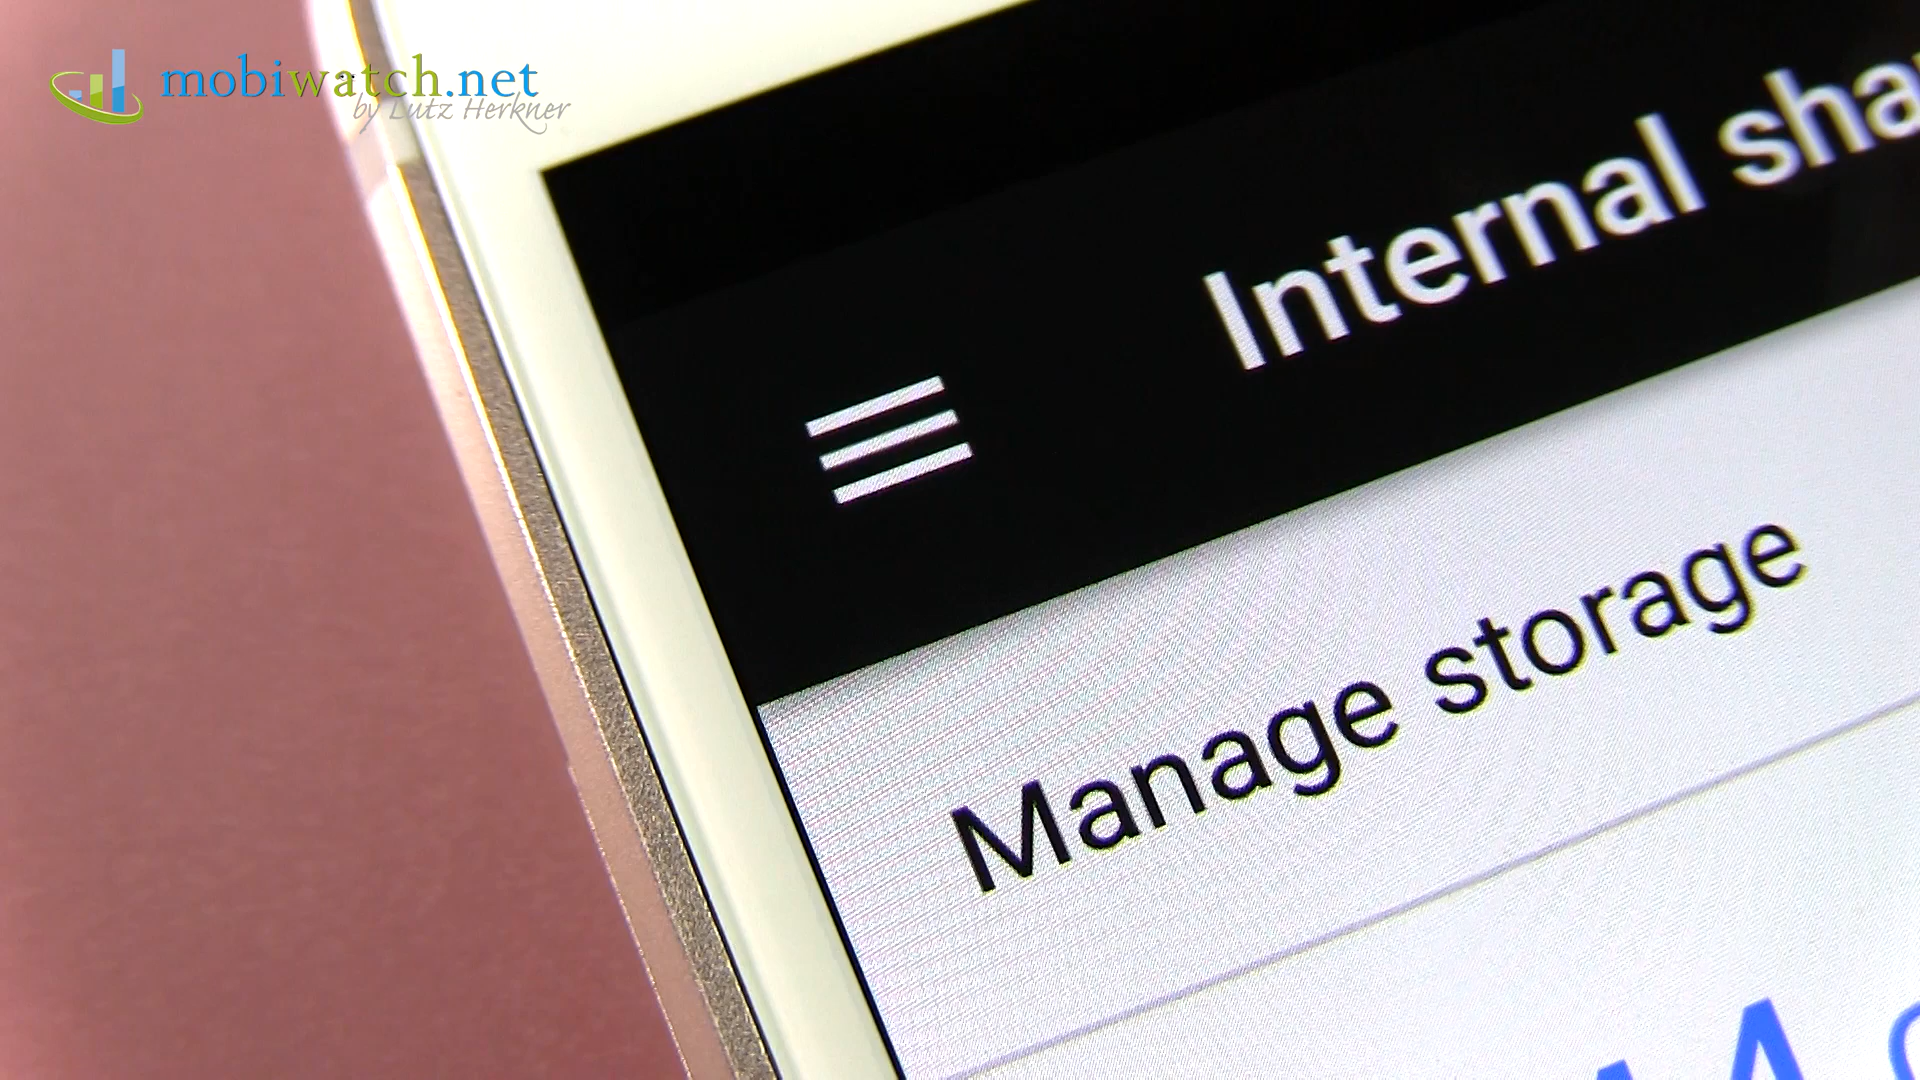 mobiwatch.net
by Lutz Herkner
Internal sha
Manage storage